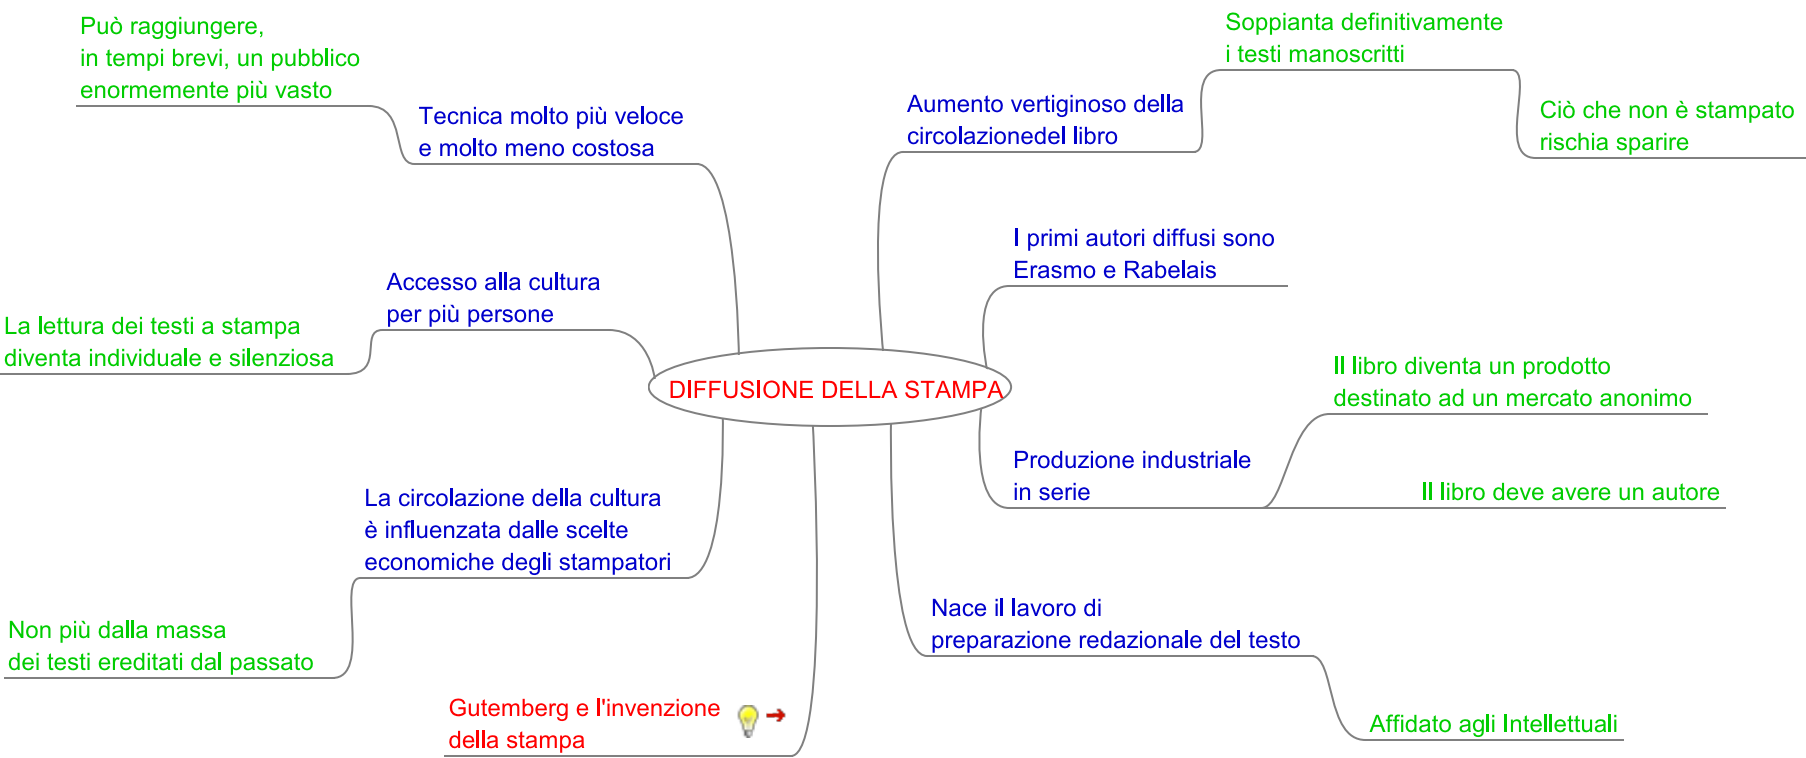 Può raggiungere,
in tempi brevi, un pubblico
enormemente più vasto
Tecnica molto più veloce
e molto meno costosa
Accesso alla cultura
per più persone
La lettura dei testi a stampa
diventa individuale e silenziosa
La circolazione della cultura
è influenzata dalle scelte
economiche degli stampatori
Non più dalla massa
dei testi ereditati dal passato
Gutemberg e l'invenzione
della stampa
DIFFUSIONE DELLA STAMPA
Soppianta definitivamente
i testi manoscritti
Aumento vertiginoso della
circolazionedel libro
Ciò che non è stampato
rischia sparire
I primi autori diffusi sono
Erasmo e Rabelais
Il libro diventa un prodotto
destinato ad un mercato anonimo
Produzione industriale
in serie
Il libro deve avere un autore
Nace il lavoro di
preparazione redazionale del testo
Affidato agli Intellettuali